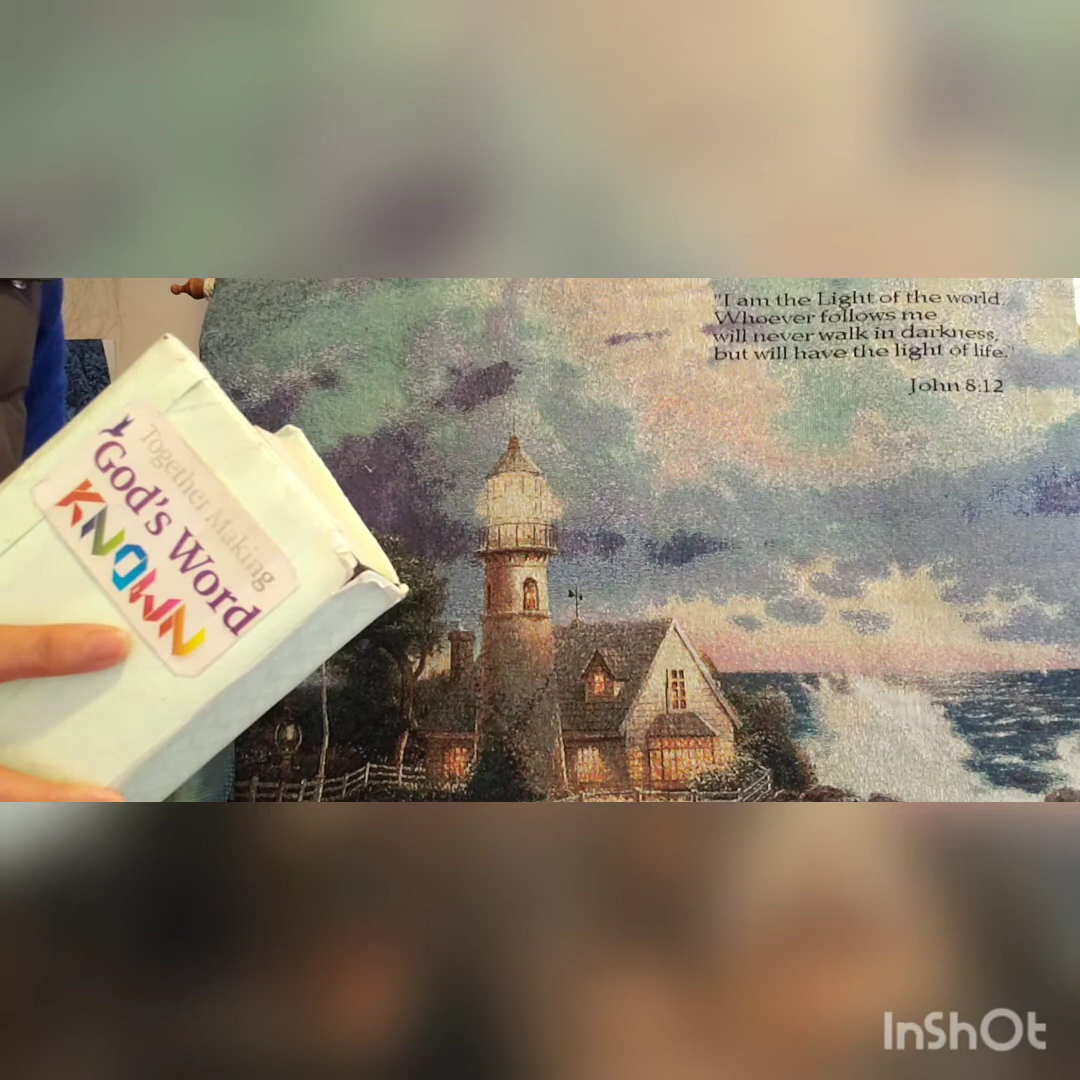 "I am the Light of the world
Whoever follows me
will never walk in darkness,
but will have the light of life."
John 8:12
Together Making
God's Word
KNOWN
InShOt